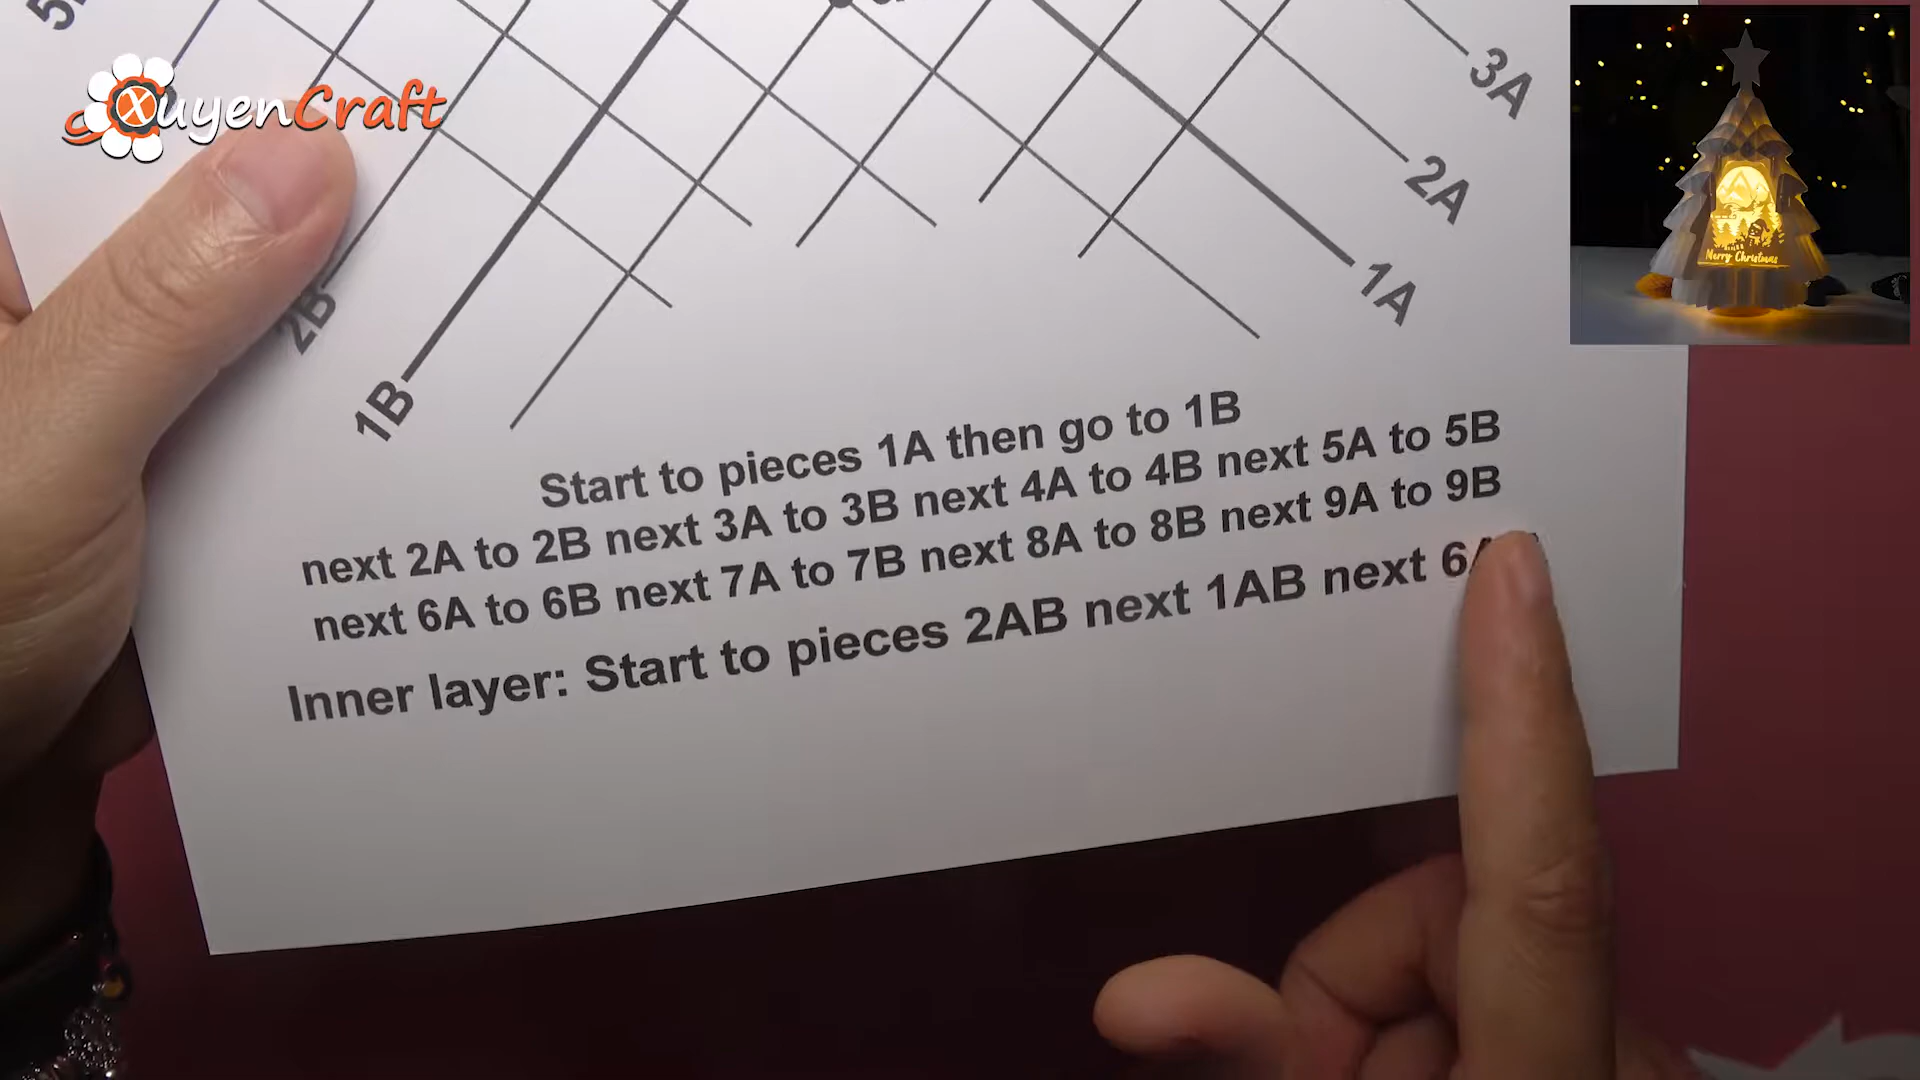 XuyenCraft
3A
2A
1A
2B
1B
Start to pieces 1A then go to 1B
next 2A to 2B next 3A to 3B next 4A to 4B next 5A to 5B
next 6A to 6B next 7A to 7B next 8A to 8B next 9A to 9B
Inner layer: Start to pieces 2AB next 1AB next
Merry Christmas